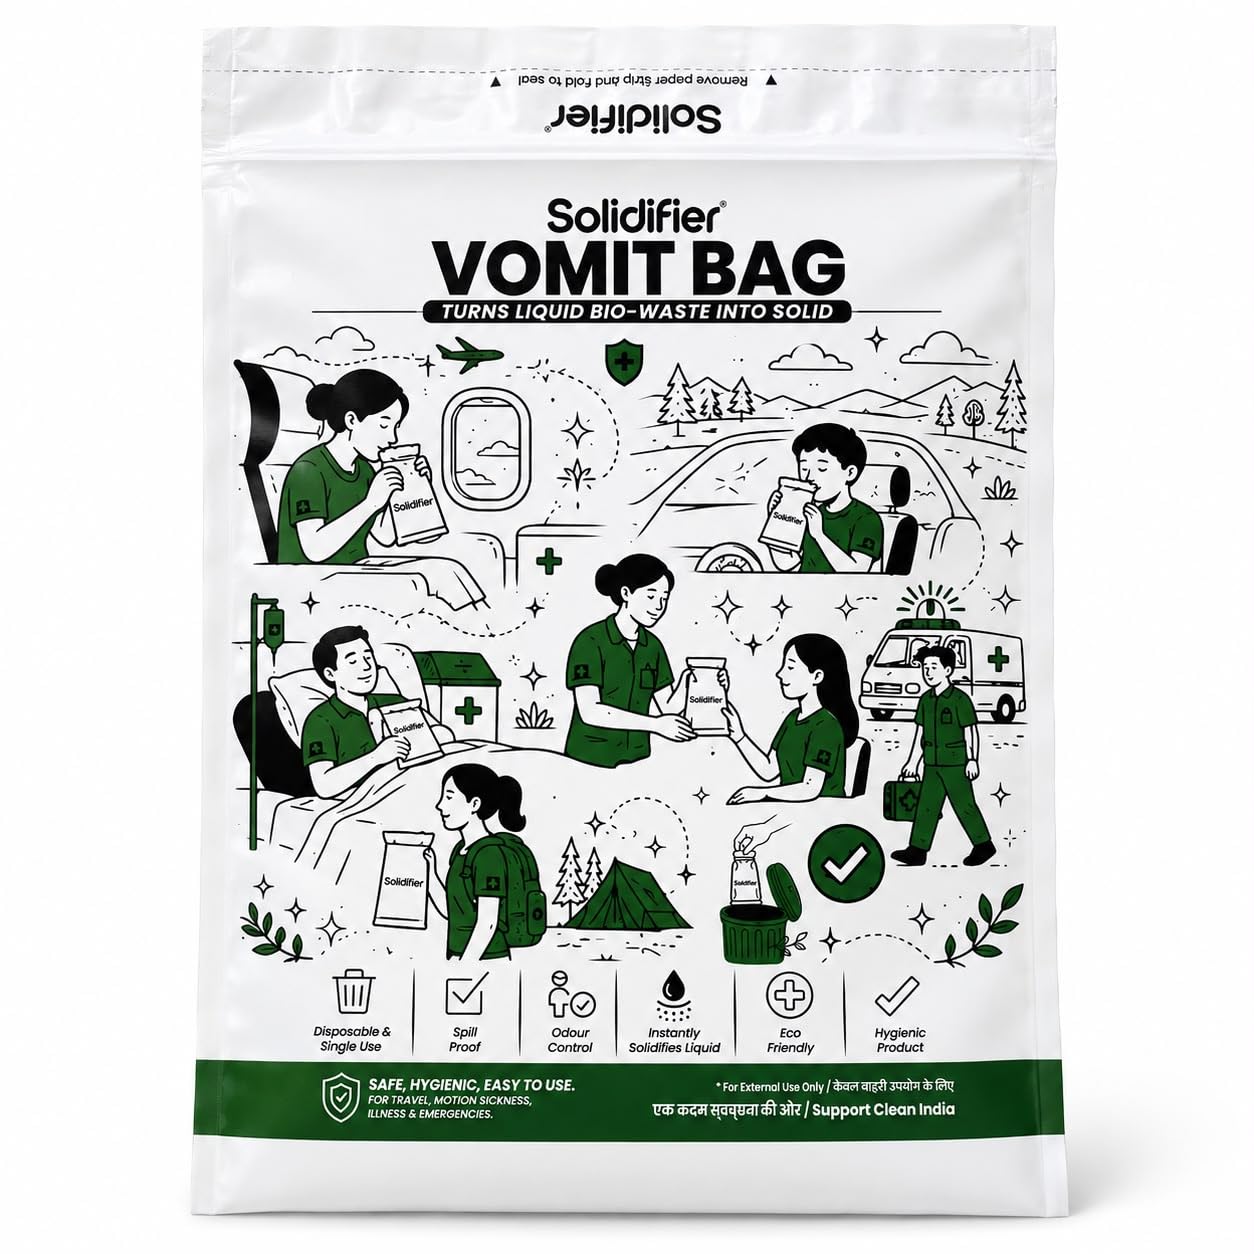 Remove paper strip and fold to seal
Solidifier®
Solidifier®
VOMIT BAG
TURNS LIQUID BIO-WASTE INTO SOLID
Solidifier
Solidifier
Solidifier
Solidifier
Solidifier
Solidifier
Disposable &
Single Use
Spill
Proof
Odour
Control
Instantly
Solidifies Liquid
Eco
Friendly
Hygienic
Product
SAFE, HYGIENIC, EASY TO USE.
FOR TRAVEL, MOTION SICKNESS,
ILLNESS & EMERGENCIES.
* For External Use Only / केवल वाहरी उपयोग के लिए
एक कदम स्वच्छता की ओर / Support Clean India